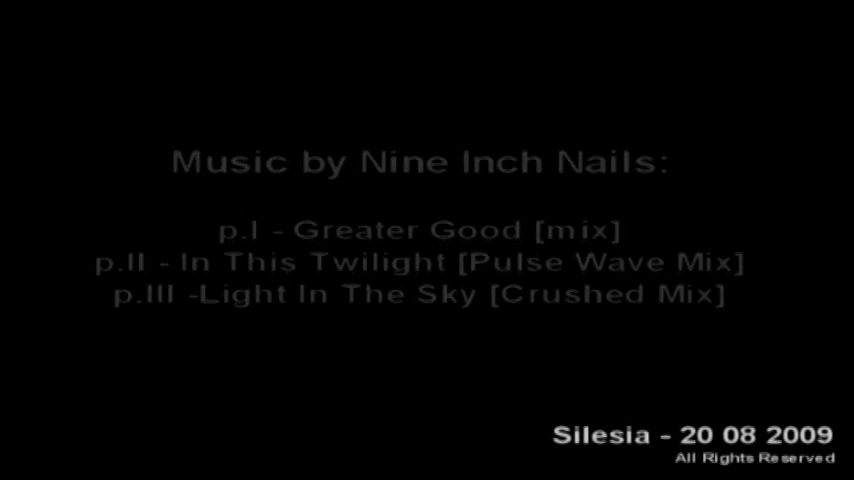 Music by Nine Inch Nails:
p.I - Greater Good [mix]
p.II - In This Twilight [Pulse Wave Mix]
p.III -Light In The Sky [Crushed Mix]
Silesia - 20 08 2009
All Rights Reserved